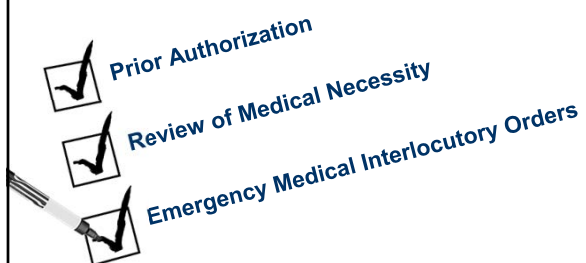 Prior Authorization
Review of Medical Necessity
Emergency Medical Interlocutory Orders